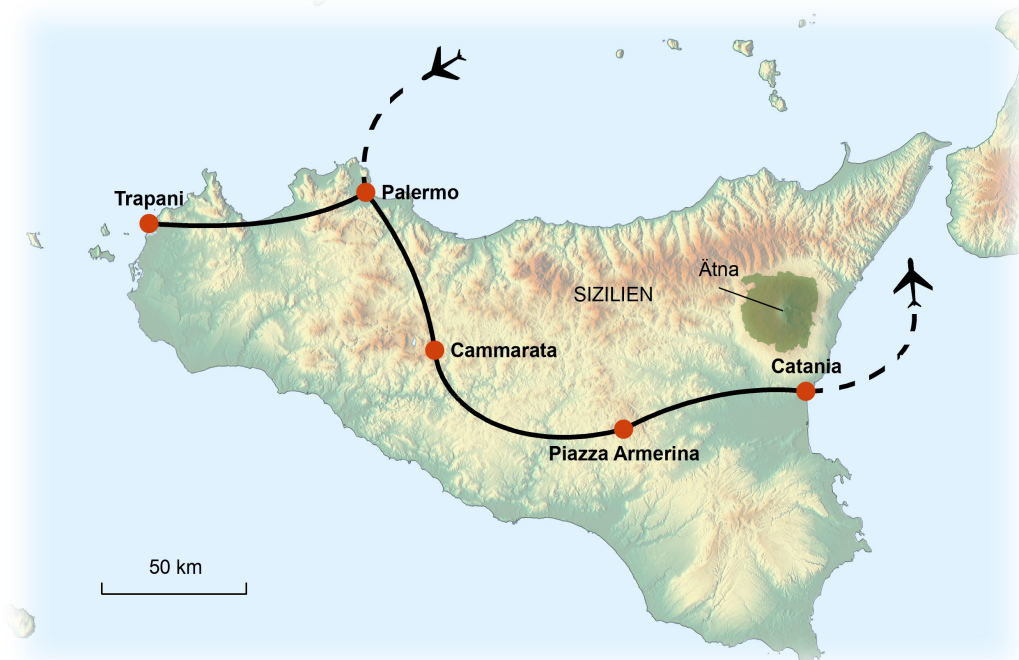 Trapani
Palermo
Ätna
SIZILIEN
Cammarata
Catania
Piazza Armerina
50 km